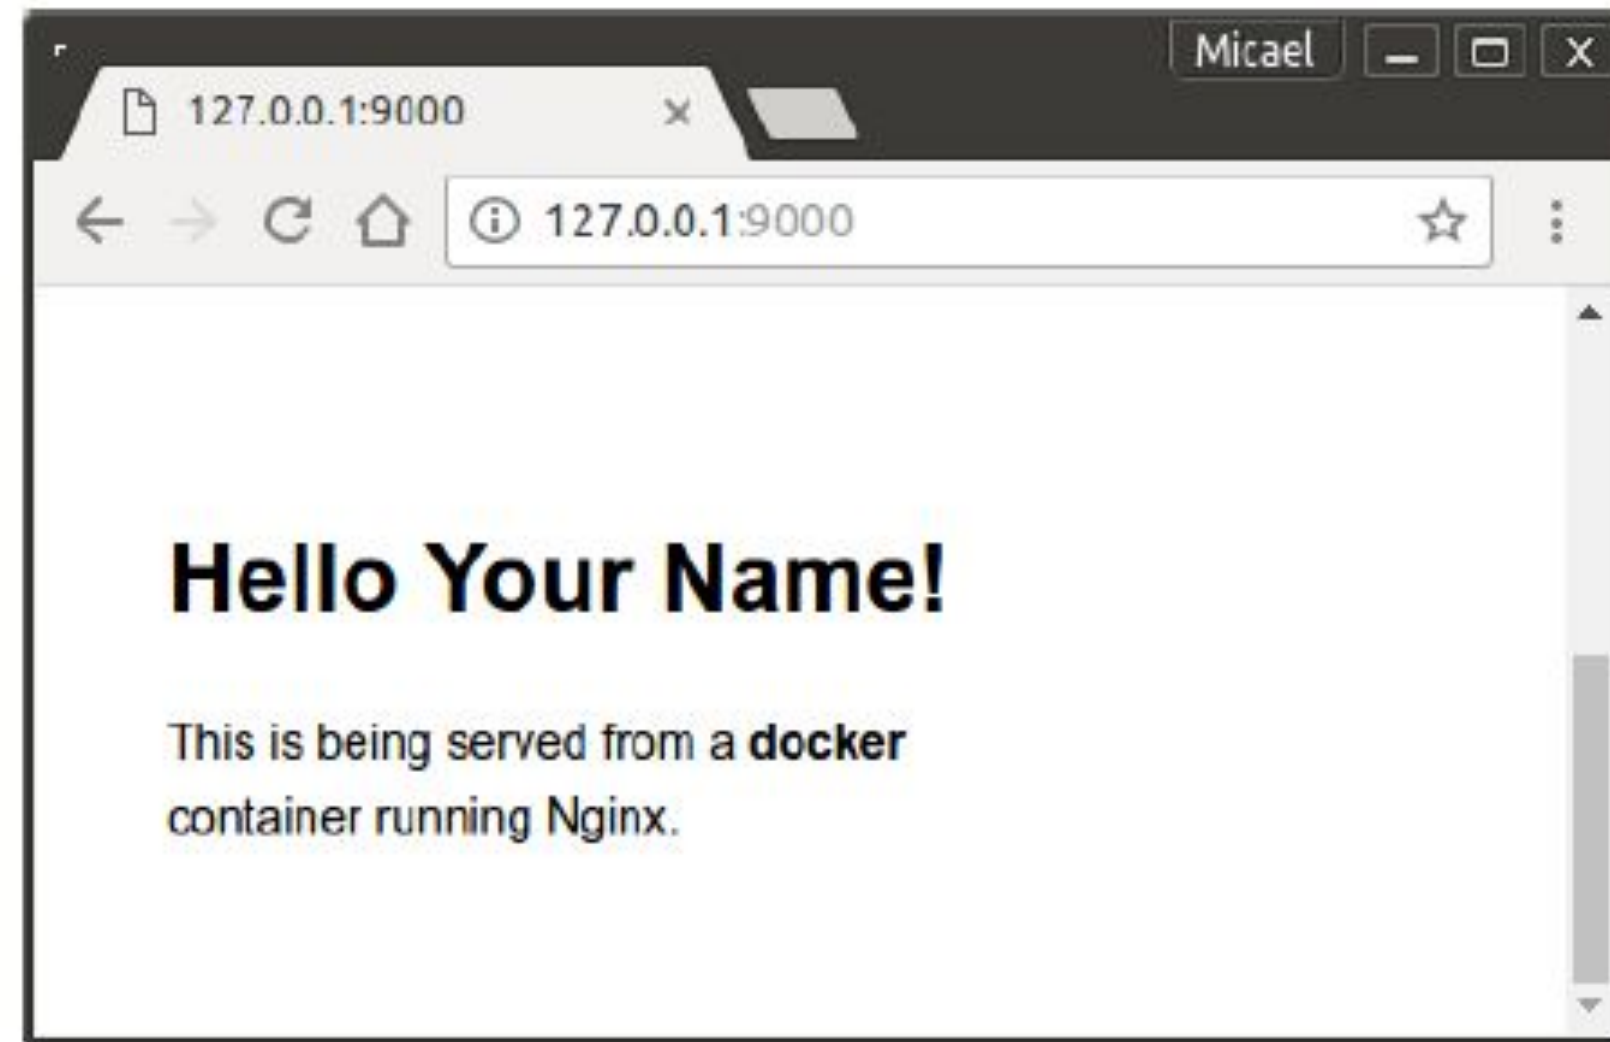 Micael
127.0.0.1:9000
127.0.0.1:9000
Hello Your Name!
This is being served from a docker
container running Nginx.